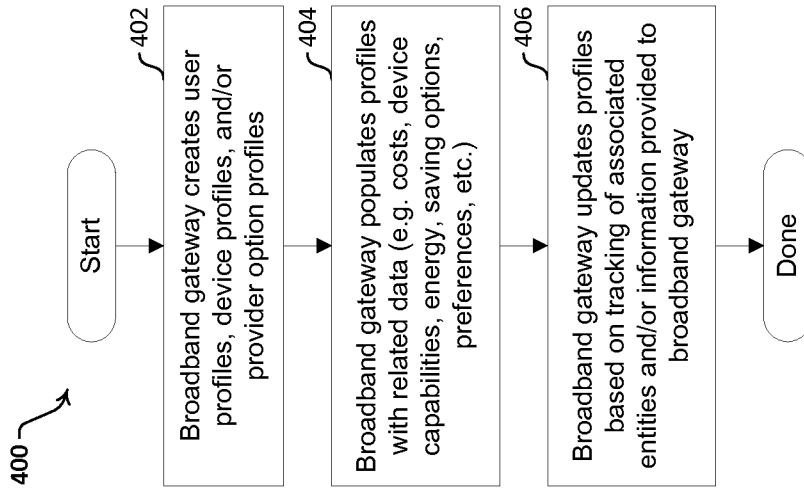 400
Start
402
Broadband gateway creates user
profiles, device profiles, and/or
provider option profiles
404
Broadband gateway populates profiles
with related data (e.g. costs, device
capabilities, energy, saving options,
preferences, etc.)
406
Broadband gateway updates profiles
based on tracking of associated
entities and/or information provided to
broadband gateway
Done